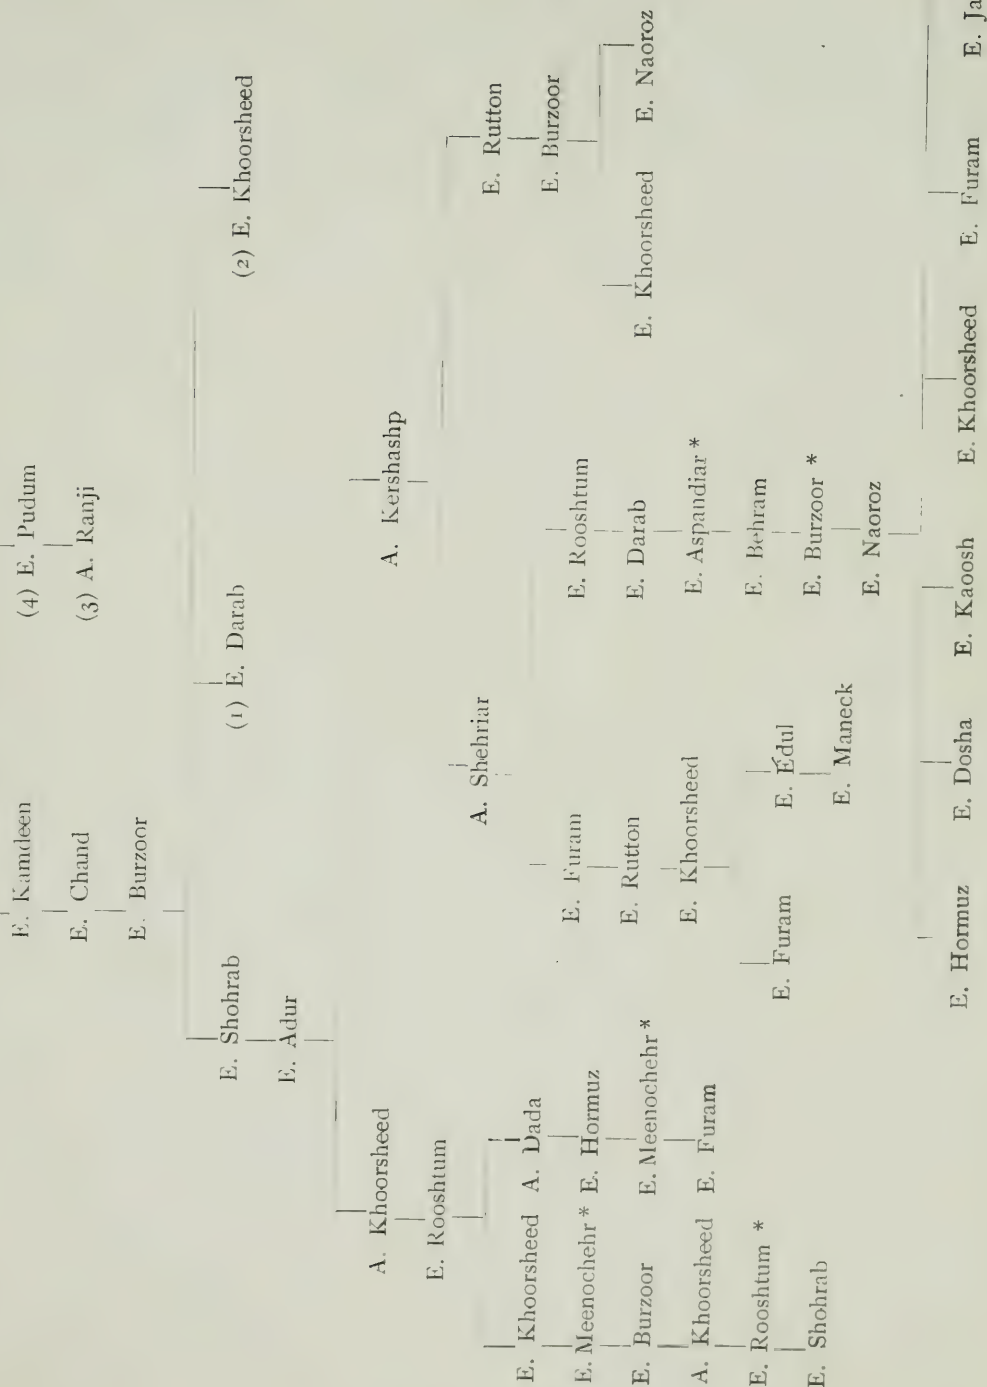 (4) E. Pudum
(3) A. Ranji
E. Kamdeen
E. Chand
E. Burzoor
E. Shohrab
(1) E. Darab
(2) E. Khoorsheed
E. Adur
A. Khoorsheed
A. Kershashp
E. Rooshtum
A. Shehriar
E. Rutton
E. Burzoor
E. Khoorsheed
E. Naoroz
E. Khoorsheed
A. Dada
E. Meenochehr *
E. Hormuz
E. Burzoor
E. Meenochehr *
A. Khoorsheed
E. Furam
E. Rooshtum *
E. Shohrab
E. Furam
E. Rutton
E. Khoorsheed
E. Furam
E. Edul
E. Maneck
E. Rooshtum
E. Darab
E. Aspandiar *
E. Behram
E. Burzoor *
E. Naoroz
E. Hormuz
E. Dosha
E. Kaoosh
E. Khoorsheed
E. Furam
E.